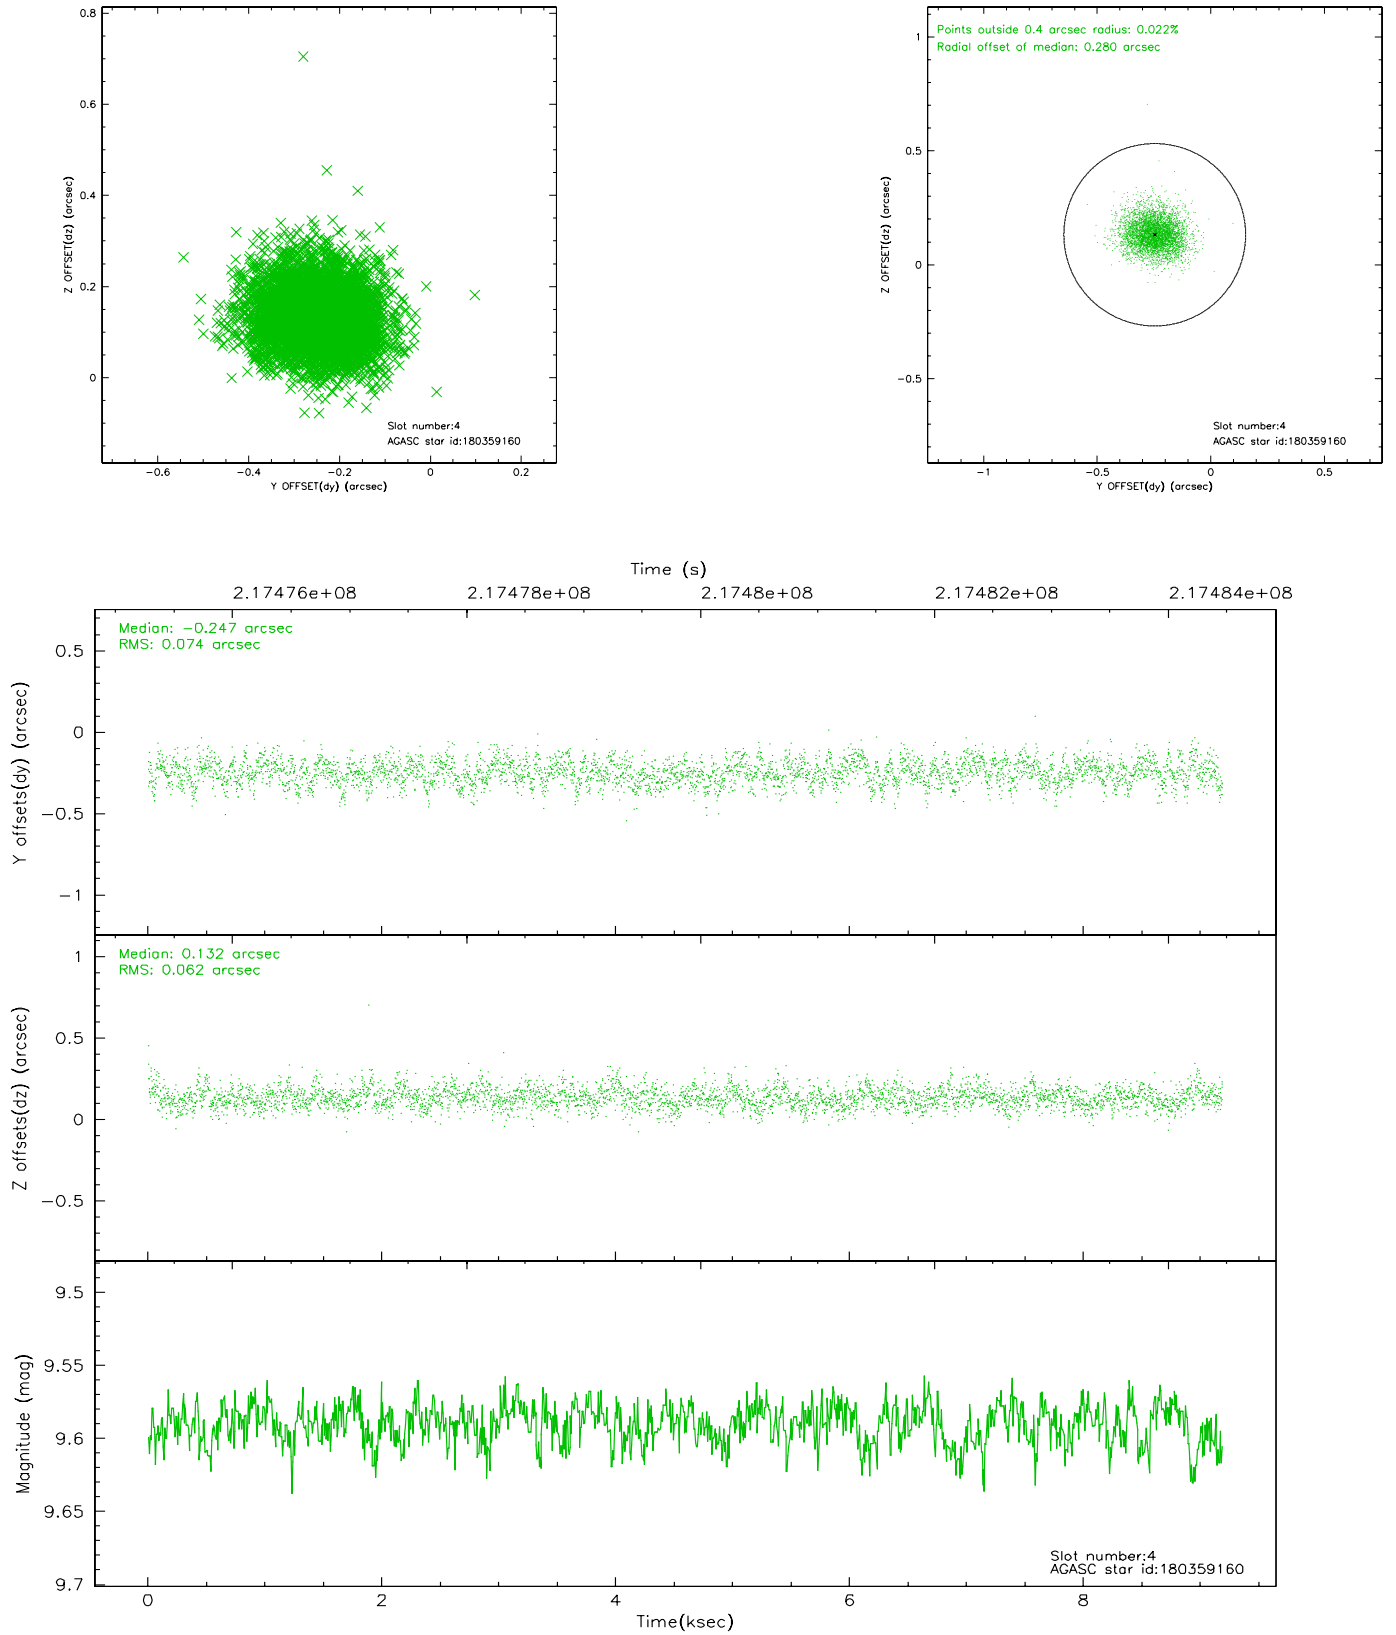 0.8
0.6
0.4
0.2
0
Z OFFSET(dz) (arcsec)
Slot number:4
AGASC star id:180359160
−0.6 −0.4 −0.2 0 0.2
Y OFFSET(dy) (arcsec)
Points outside 0.4 arcsec radius: 0.022%
Radial offset of median: 0.280 arcsec
1
0.5
0
−0.5
Z OFFSET(dz) (arcsec)
Slot number:4
AGASC star id:180359160
−1 −0.5 0 0.5
Y OFFSET(dy) (arcsec)
Time (s)
2.17476e+08 2.17478e+08 2.1748e+08 2.17482e+08 2.17484e+08
Median: −0.247 arcsec
RMS: 0.074 arcsec
0.5
0
−0.5
−1
Y offsets(dy) (arcsec)
Median: 0.132 arcsec
RMS: 0.062 arcsec
1
0.5
0
−0.5
Z offsets(dz) (arcsec)
9.5
9.55
9.6
9.65
9.7
Magnitude (mag)
Slot number:4
AGASC star id:180359160
0 2 4 6 8
Time(ksec)